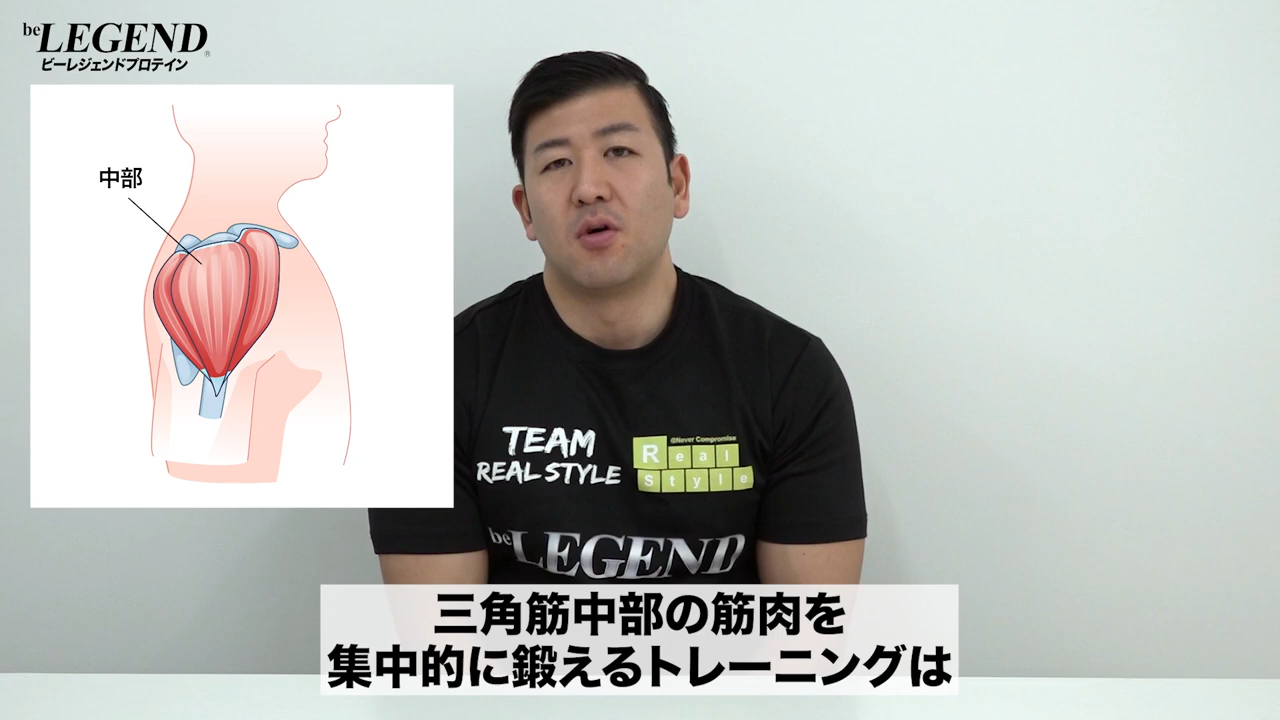 beLEGEND®
ビーレジェンドプロテイン
中部
TEAM
REAL STYLE
@Never Compromise
Real
Style
beLEGEND
三角筋中部の筋肉を
集中的に鍛えるトレーニングは